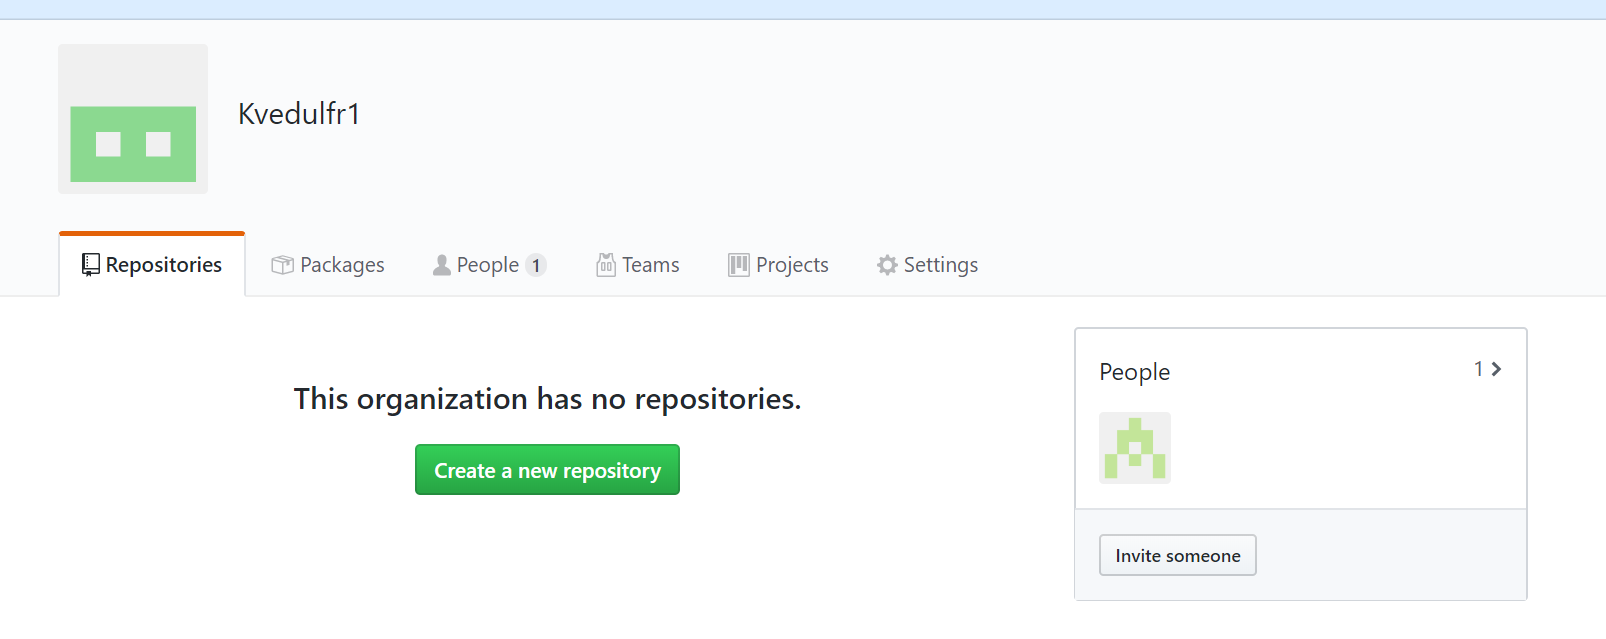 Kvedulfr1
Repositories Packages People 1 Teams Projects Settings
This organization has no repositories.
Create a new repository
People 1
Invite someone